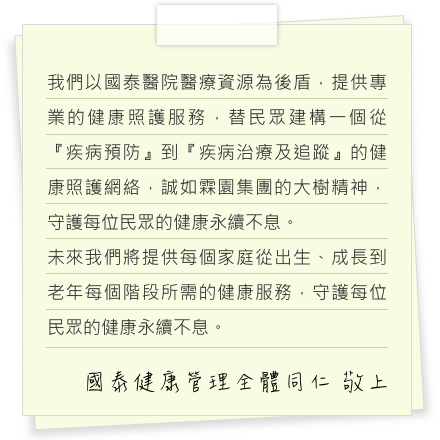 我們以國泰醫院醫療資源為後盾，提供專
業的健康照護服務，替民眾建構一個從
『疾病預防』到『疾病治療及追蹤』的健
康照護網絡，誠如霖園集團的大樹精神，
守護每位民眾的健康永續不息。
未來我們將提供每個家庭從出生、成長到
老年每個階段所需的健康服務，守護每位
民眾的健康永續不息。
國泰健康管理全體同仁 敬上